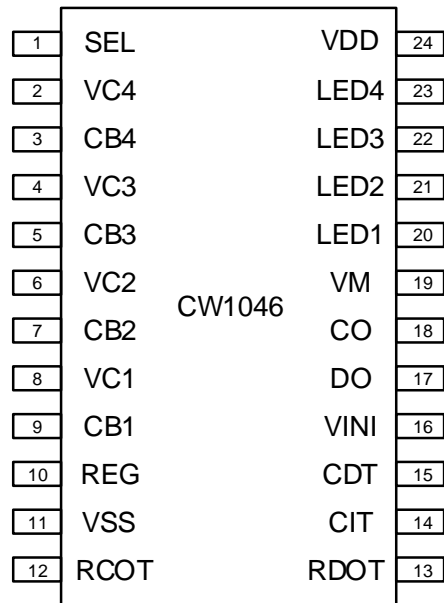 1 SEL VDD 24
2 VC4 LED4 23
3 CB4 LED3 22
4 VC3 LED2 21
5 CB3 LED1 20
6 VC2 VM 19
CW1046
7 CB2 CO 18
8 VC1 DO 17
9 CB1 VINI 16
10 REG CDT 15
11 VSS CIT 14
12 RCOT RDOT 13